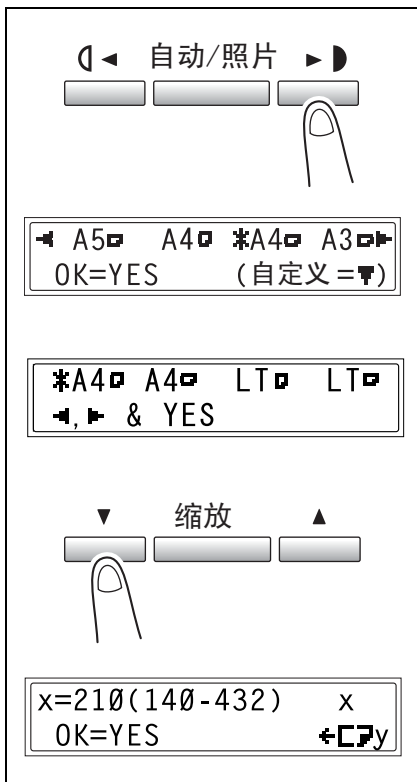 ◄ 自动/照片 ►
◄ A5 A4 *A4 A3 ►
OK=YES (自定义=▼)
*A4 A4 LT LT
◄,► & YES
▼ 缩放 ▲
x=210(140-432) x
OK=YES ←y